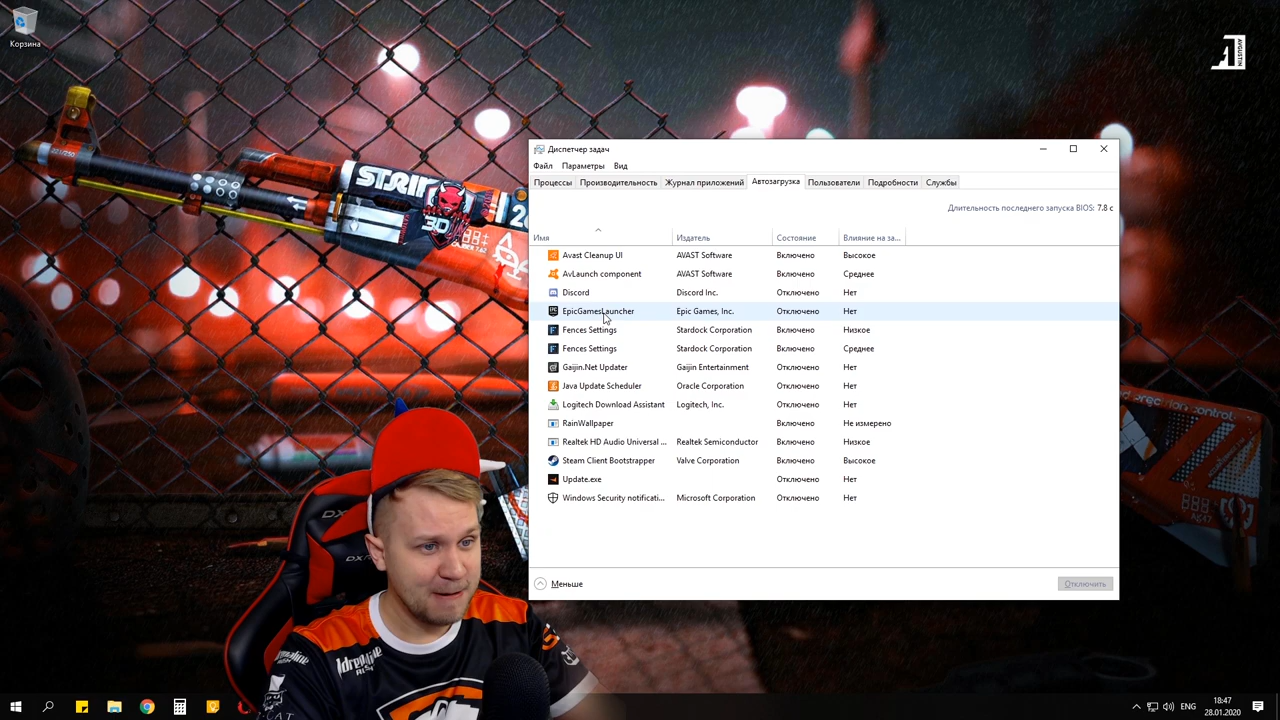 Корзина
AVGUSTIN
Диспетчер задач
Файл Параметры Вид
Процессы Производительность Журнал приложений Автозагрузка Пользователи Подробности Службы
Длительность последнего запуска BIOS: 7.8 с
Имя Издатель Состояние Влияние на за...
Avast Cleanup UI AVAST Software Включено Высокое
AvLaunch component AVAST Software Включено Среднее
Discord Discord Inc. Отключено Нет
EpicGamesLauncher Epic Games, Inc. Отключено Нет
Fences Settings Stardock Corporation Включено Низкое
Fences Settings Stardock Corporation Включено Среднее
Gaijin.Net Updater Gaijin Entertainment Отключено Нет
Java Update Scheduler Oracle Corporation Отключено Нет
Logitech Download Assistant Logitech, Inc. Отключено Нет
RainWallpaper Включено Не измерено
Realtek HD Audio Universal ... Realtek Semiconductor Включено Низкое
Steam Client Bootstrapper Valve Corporation Включено Высокое
Update.exe Отключено Нет
Windows Security notificati... Microsoft Corporation Отключено Нет
Меньше Отключить
DX
DX
ENG 18:47
28.01.2020